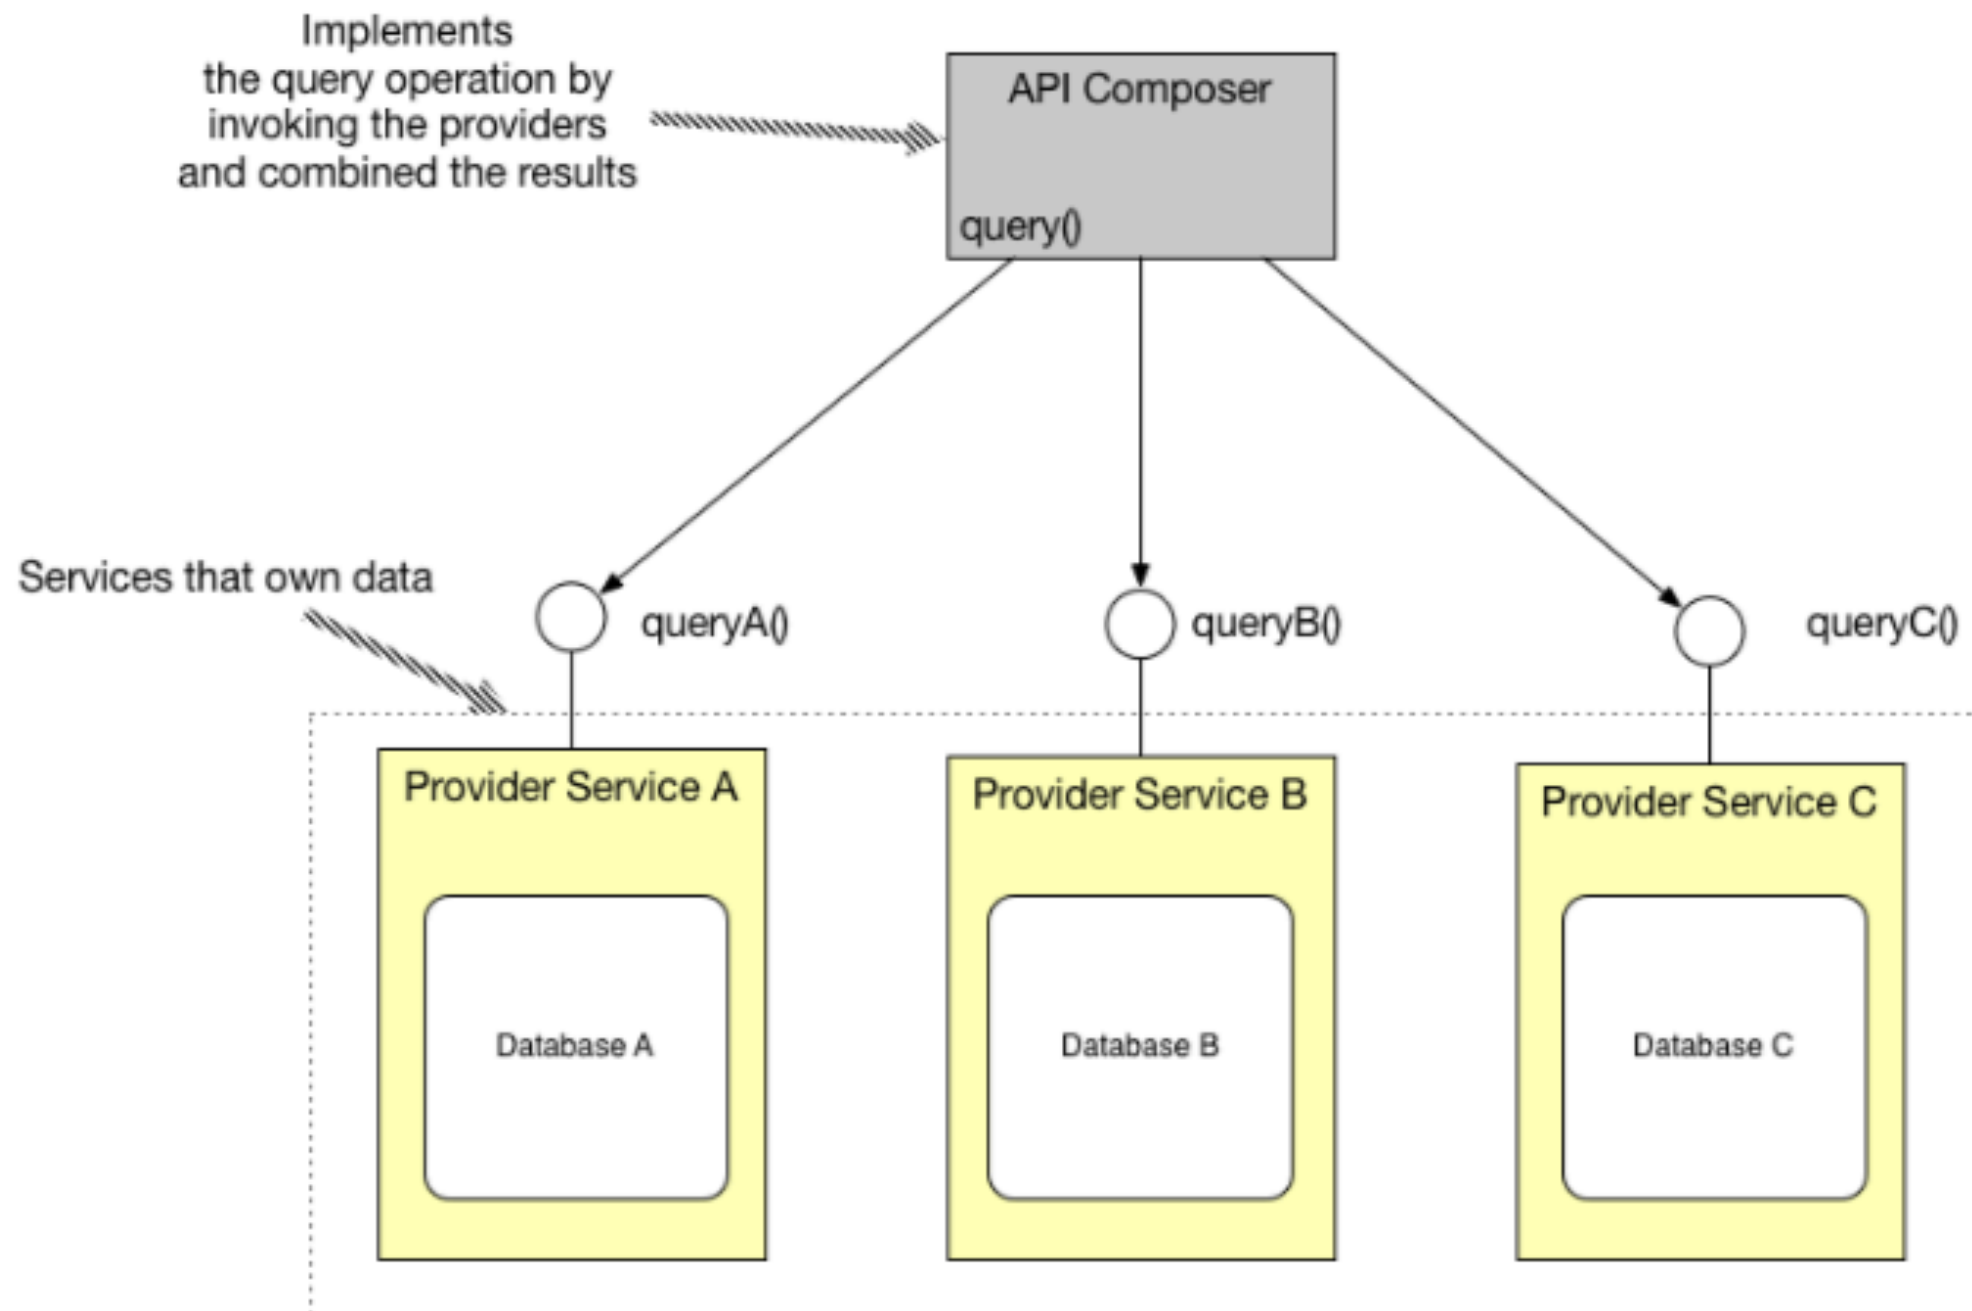 Implements
the query operation by
invoking the providers
and combined the results
API Composer
query()
Services that own data
queryA()
queryB()
queryC()
Provider Service A
Provider Service B
Provider Service C
Database A
Database B
Database C